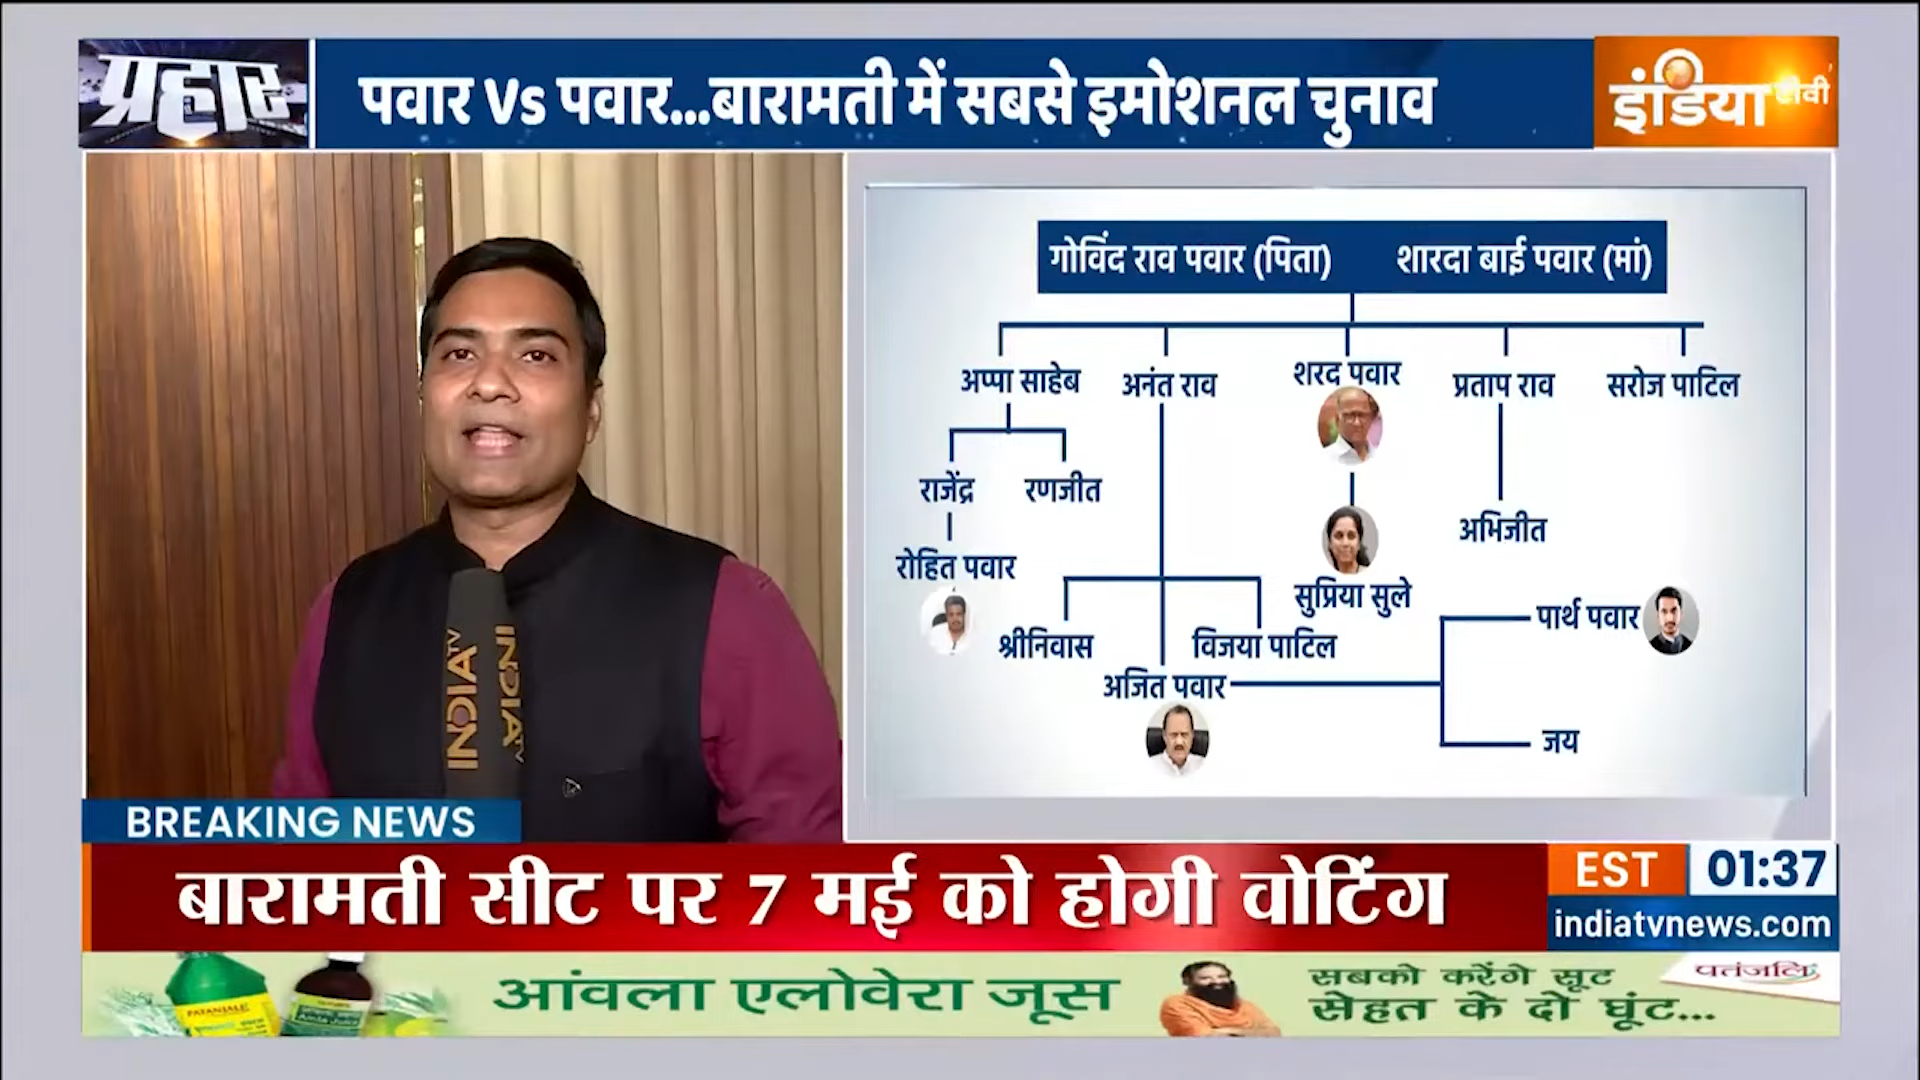 प्रहार
पवार Vs पवार...बारामती में सबसे इमोशनल चुनाव
इंडिया टीवी
गोविंद राव पवार (पिता) शारदा बाई पवार (मां)
अप्पा साहेब अनंत राव शरद पवार प्रताप राव सरोज पाटिल
राजेंद्र रणजीत
अभिजीत
रोहित पवार
सुप्रिया सुले
पार्थ पवार
श्रीनिवास विजया पाटिल
अजित पवार
जय
INDIA TV
INDIA TV
BREAKING NEWS
बारामती सीट पर 7 मई को होगी वोटिंग
EST 01:37
indiatvnews.com
PATANJALI
आंवला एलोवेरा जूस
सबको करेंगे सूट
सेहत के दो घूंट...
पतंजलि